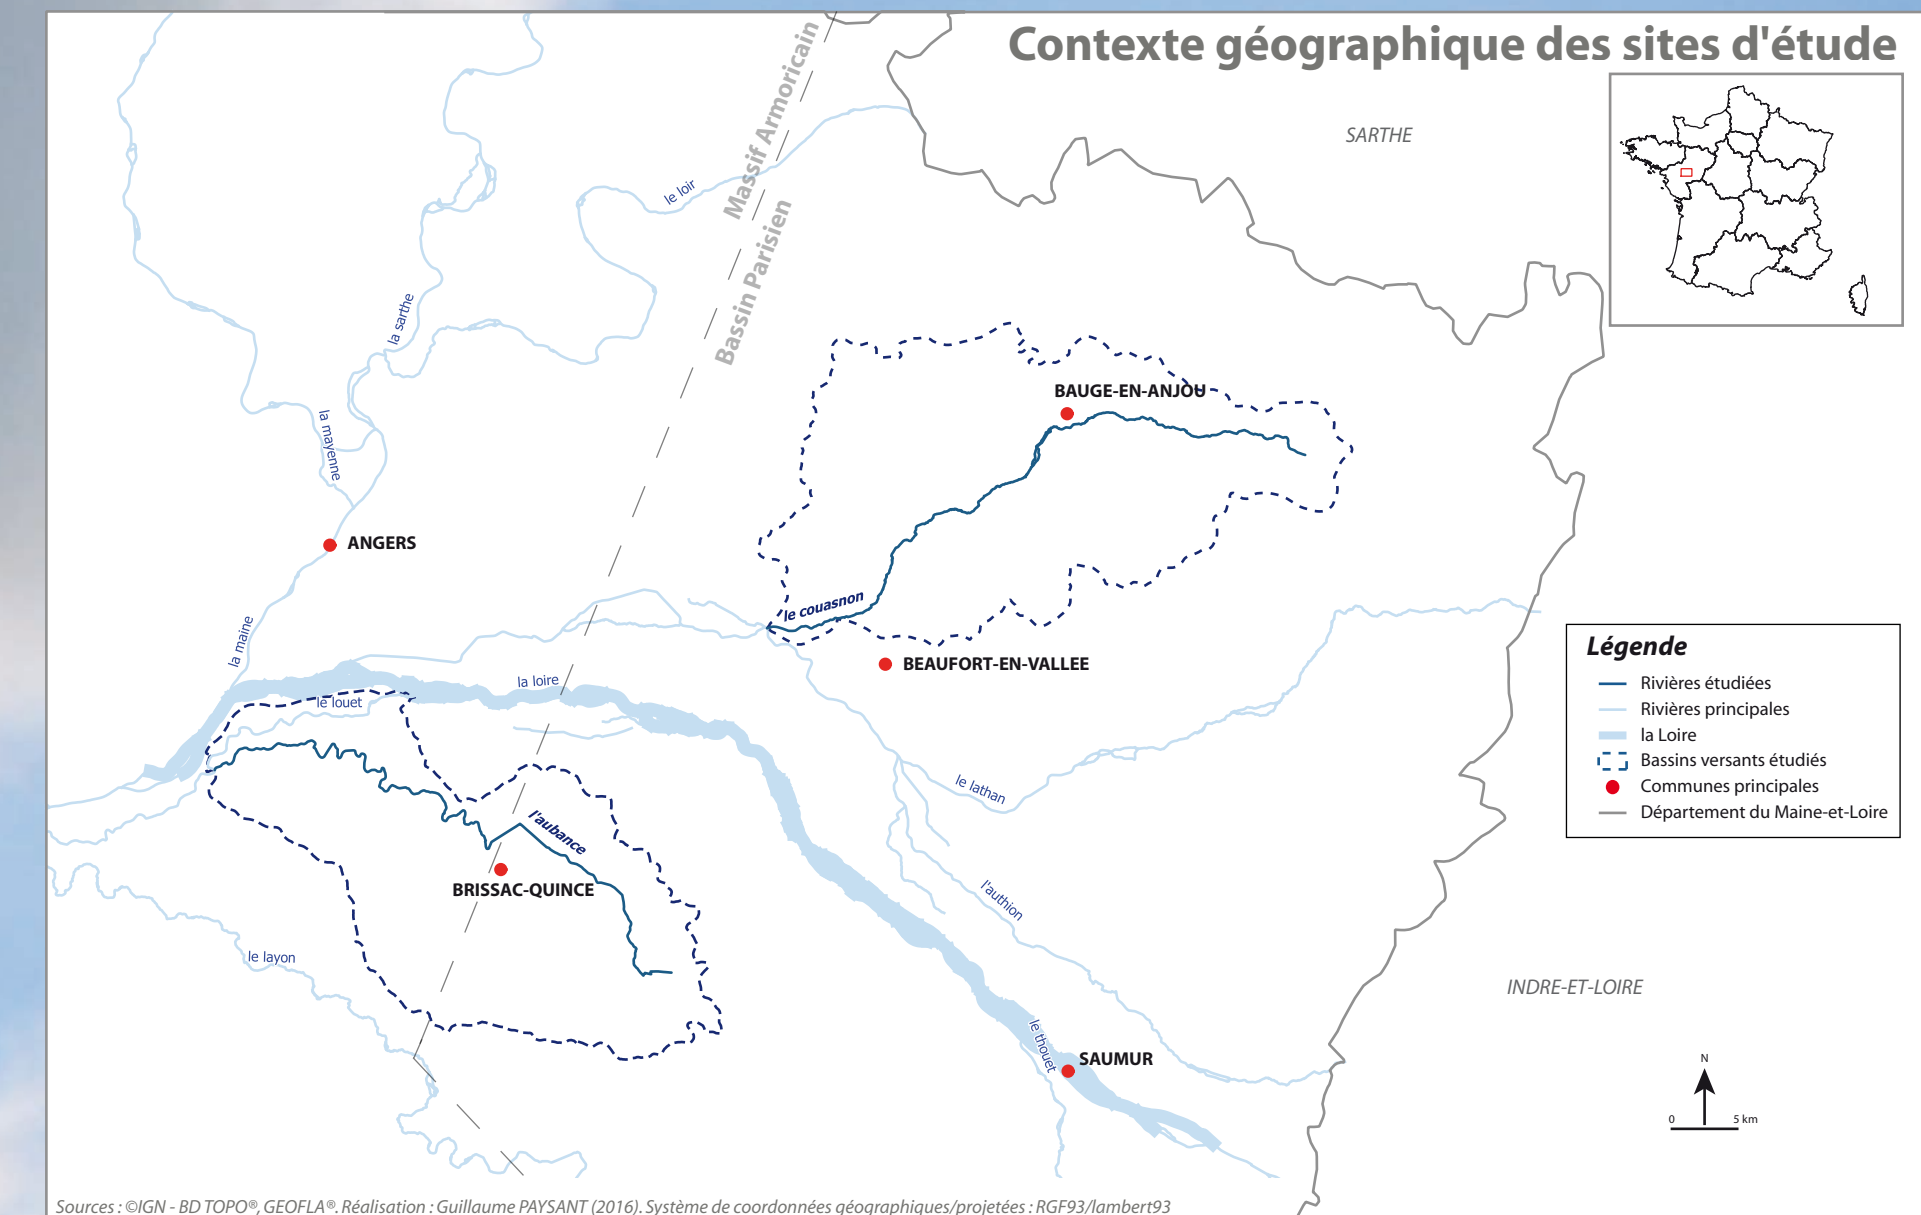 Contexte géographique des sites d'étude
Massif Armoricain
Bassin Parisien
SARTHE
le loir
la sarthe
la mayenne
BAUGE-EN-ANJOU
ANGERS
le couasnon
la maine
BEAUFORT-EN-VALLEE
la loire
le louet
le lathan
l'aubance
BRISSAC-QUINCE
l'authion
le layon
INDRE-ET-LOIRE
le thouet
SAUMUR
Légende
Rivières étudiées
Rivières principales
la Loire
Bassins versants étudiés
Communes principales
Département du Maine-et-Loire
N
0 5 km
Sources : ©IGN - BD TOPO®, GEOFLA®. Réalisation : Guillaume PAYSANT (2016). Système de coordonnées géographiques/projetées : RGF93/lambert93